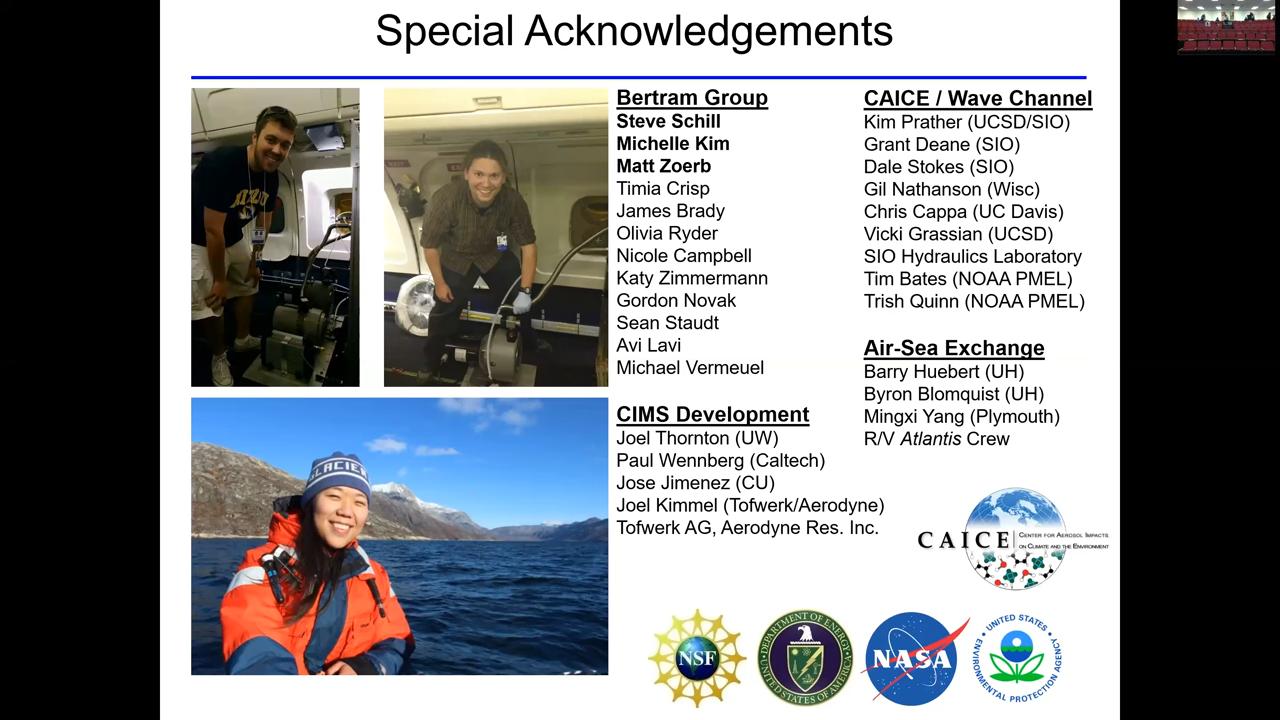 Special Acknowledgements
Bertram Group
Steve Schill
Michelle Kim
Matt Zoerb
Timia Crisp
James Brady
Olivia Ryder
Nicole Campbell
Katy Zimmermann
Gordon Novak
Sean Staudt
Avi Lavi
Michael Vermeuel
CIMS Development
Joel Thornton (UW)
Paul Wennberg (Caltech)
Jose Jimenez (CU)
Joel Kimmel (Tofwerk/Aerodyne)
Tofwerk AG, Aerodyne Res. Inc.
CAICE / Wave Channel
Kim Prather (UCSD/SIO)
Grant Deane (SIO)
Dale Stokes (SIO)
Gil Nathanson (Wisc)
Chris Cappa (UC Davis)
Vicki Grassian (UCSD)
SIO Hydraulics Laboratory
Tim Bates (NOAA PMEL)
Trish Quinn (NOAA PMEL)
Air-Sea Exchange
Barry Huebert (UH)
Byron Blomquist (UH)
Mingxi Yang (Plymouth)
R/V Atlantis Crew
GLACIER
CAICE
CENTER FOR AEROSOL IMPACTS
ON CLIMATE AND THE ENVIRONMENT
NSF
DEPARTMENT OF ENERGY
UNITED STATES OF AMERICA
NASA
UNITED STATES
ENVIRONMENTAL PROTECTION AGENCY